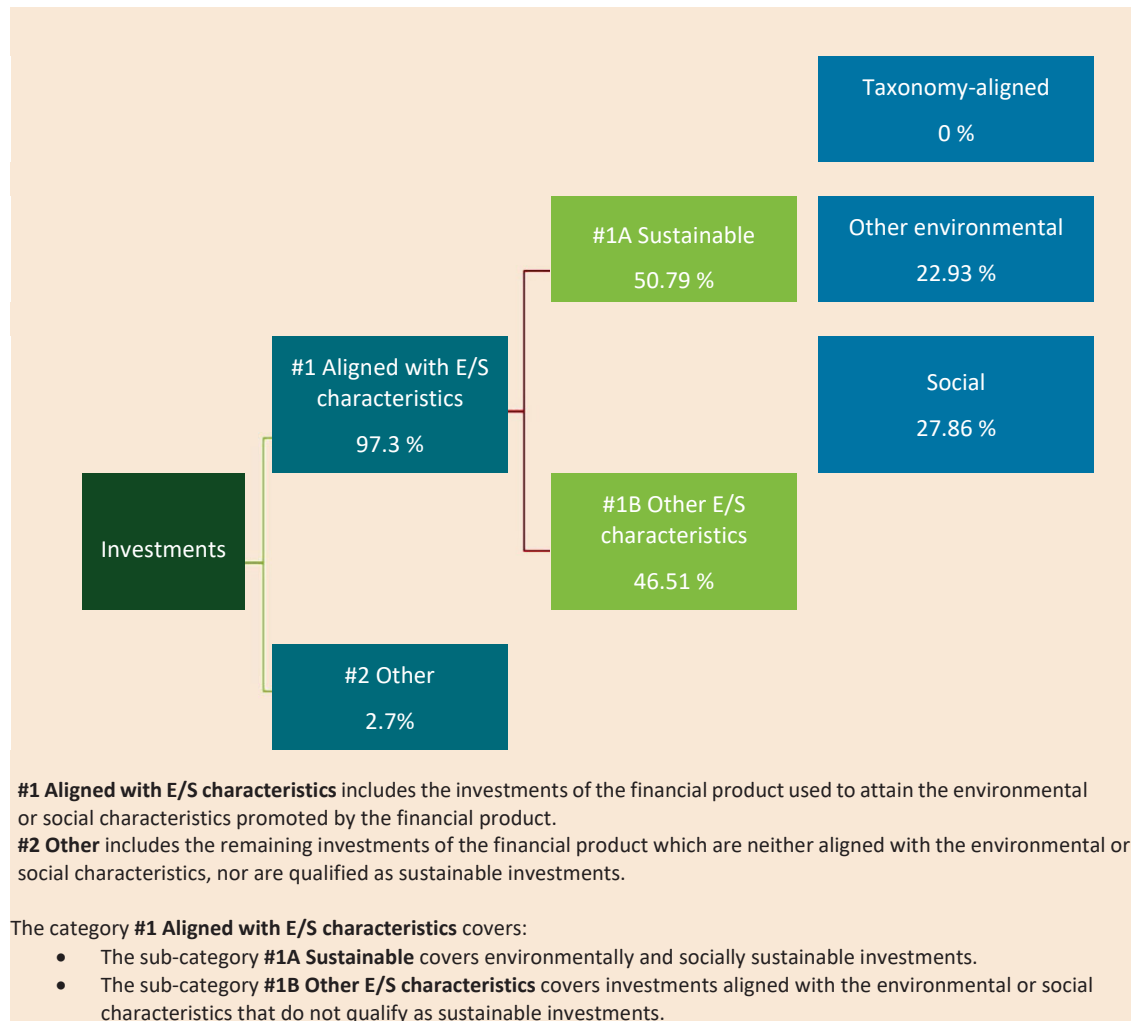 Taxonomy-aligned
0 %
#1A Sustainable
50.79 %
Other environmental
22.93 %
#1 Aligned with E/S
characteristics
97.3 %
Social
27.86 %
Investments
#1B Other E/S
characteristics
46.51 %
#2 Other
2.7%
#1 Aligned with E/S characteristics includes the investments of the financial product used to attain the environmental
or social characteristics promoted by the financial product.
#2 Other includes the remaining investments of the financial product which are neither aligned with the environmental or
social characteristics, nor are qualified as sustainable investments.
The category #1 Aligned with E/S characteristics covers:
• The sub-category #1A Sustainable covers environmentally and socially sustainable investments.
• The sub-category #1B Other E/S characteristics covers investments aligned with the environmental or social
characteristics that do not qualify as sustainable investments.